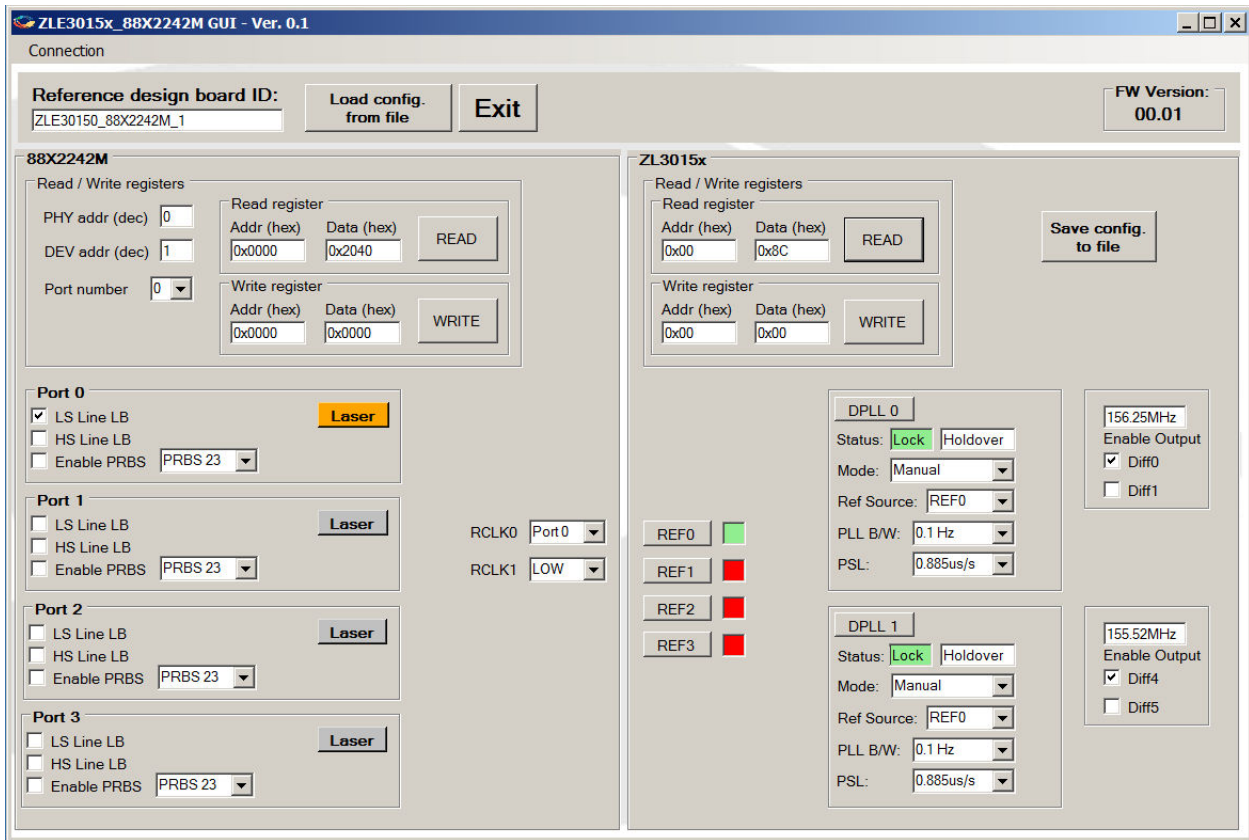 ZLE3015x_88X2242M GUI - Ver. 0.1
Connection
Reference design board ID:
ZLE30150_88X2242M_1
Load config.
from file
Exit
FW Version:
00.01
88X2242M
Read / Write registers
PHY addr (dec) 0
DEV addr (dec) 1
Port number 0
Read register
Addr (hex) Data (hex)
0x0000 0x2040
READ
Write register
Addr (hex) Data (hex)
0x0000 0x0000
WRITE
Port 0
LS Line LB
Laser
HS Line LB
Enable PRBS PRBS 23
Port 1
LS Line LB
Laser
HS Line LB
Enable PRBS PRBS 23
Port 2
LS Line LB
Laser
HS Line LB
Enable PRBS PRBS 23
Port 3
LS Line LB
Laser
HS Line LB
Enable PRBS PRBS 23
RCLK0 Port 0
RCLK1 LOW
ZL3015x
Read / Write registers
Read register
Addr (hex) Data (hex)
0x00 0x8C
READ
Write register
Addr (hex) Data (hex)
0x00 0x00
WRITE
Save config.
to file
REF0
REF1
REF2
REF3
DPLL 0
Status: Lock Holdover
Mode: Manual
Ref Source: REF0
PLL B/W: 0.1 Hz
PSL: 0.885us/s
156.25MHz
Enable Output
Diff0
Diff1
DPLL 1
Status: Lock Holdover
Mode: Manual
Ref Source: REF0
PLL B/W: 0.1 Hz
PSL: 0.885us/s
155.52MHz
Enable Output
Diff4
Diff5